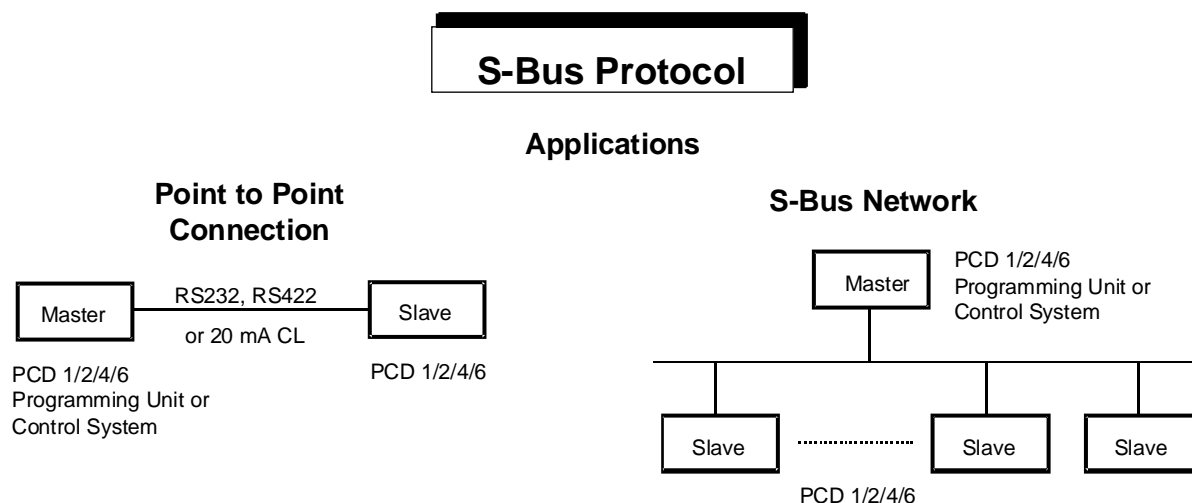 S-Bus Protocol
Applications
Point to Point
Connection
Master
RS232, RS422
or 20 mA CL
Slave
PCD 1/2/4/6
Programming Unit or
Control System
PCD 1/2/4/6
S-Bus Network
Master
PCD 1/2/4/6
Programming Unit or
Control System
Slave
Slave
Slave
PCD 1/2/4/6